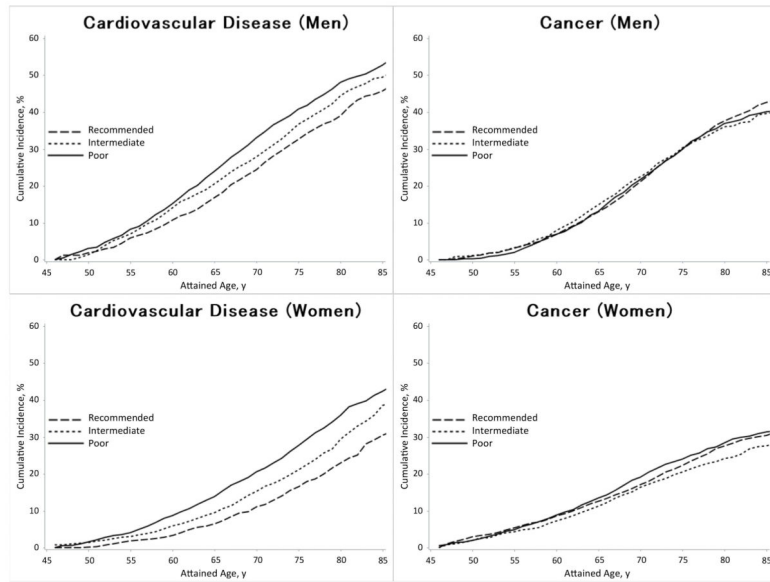 Cardiovascular Disease (Men)
60
50
40
30
20
10
0
Cumulative Incidence, %
Recommended
Intermediate
Poor
45 50 55 60 65 70 75 80 85
Attained Age, y
Cancer (Men)
60
50
40
30
20
10
0
Cumulative Incidence, %
Recommended
Intermediate
Poor
45 50 55 60 65 70 75 80 85
Attained Age, y
Cardiovascular Disease (Women)
60
50
40
30
20
10
0
Cumulative Incidence, %
Recommended
Intermediate
Poor
45 50 55 60 65 70 75 80 85
Attained Age, y
Cancer (Women)
60
50
40
30
20
10
0
Cumulative Incidence, %
Recommended
Intermediate
Poor
45 50 55 60 65 70 75 80 85
Attained Age, y